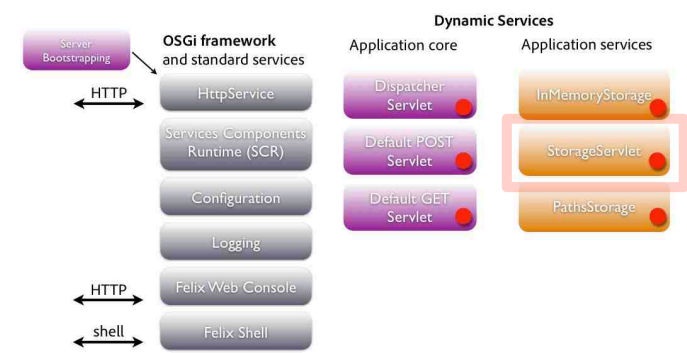 Dynamic Services
Server
Bootstrapping
OSGi framework
and standard services
Application core
Application services
HTTP
HttpService
Dispatcher
Servlet
InMemoryStorage
Services Components
Runtime (SCR)
Default POST
Servlet
StorageServlet
Configuration
Default GET
Servlet
PathsStorage
Logging
HTTP
Felix Web Console
shell
Felix Shell